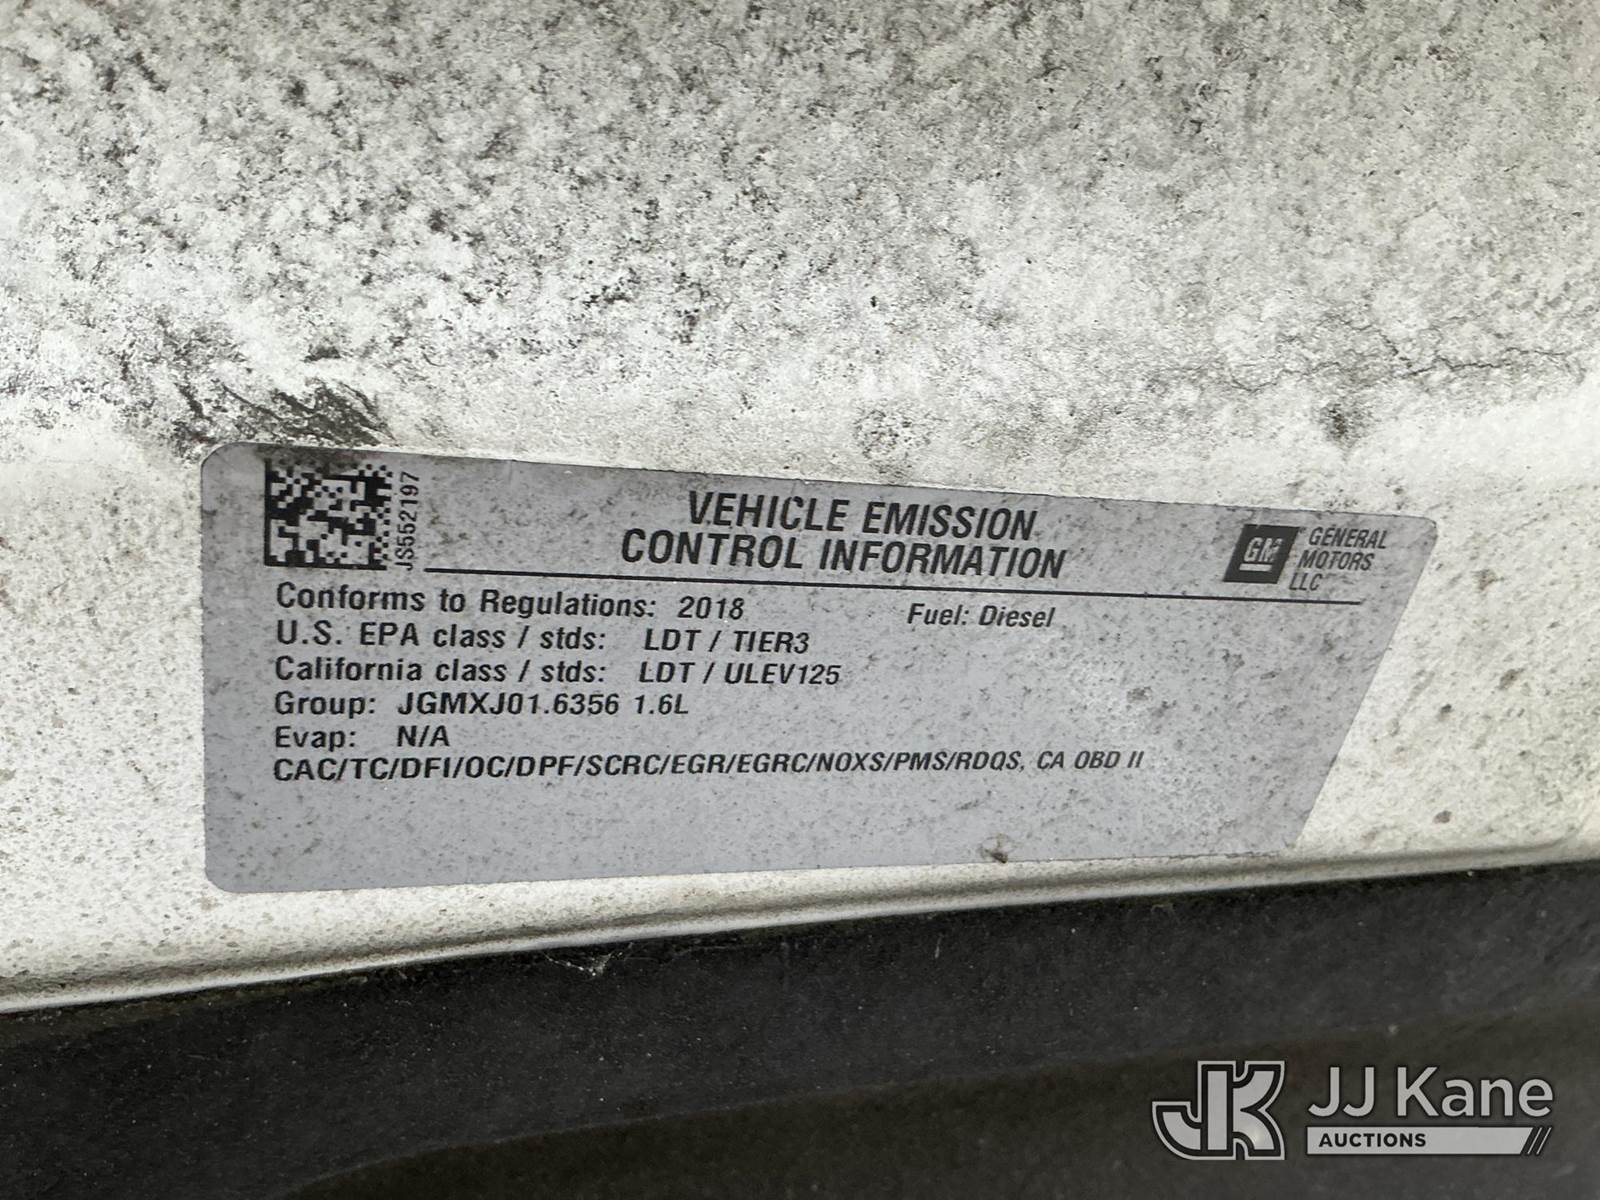 JS552197
VEHICLE EMISSION
CONTROL INFORMATION
GM GENERAL
MOTORS
LLC
Conforms to Regulations: 2018 Fuel: Diesel
U.S. EPA class / stds: LDT / TIER3
California class / stds: LDT / ULEV125
Group: JGMXJ01.6356 1.6L
Evap: N/A
CAC/TC/DFI/OC/DPF/SCRC/EGR/EGRC/NOXS/PMS/RDQS, CA OBD II
JK JJ Kane
AUCTIONS